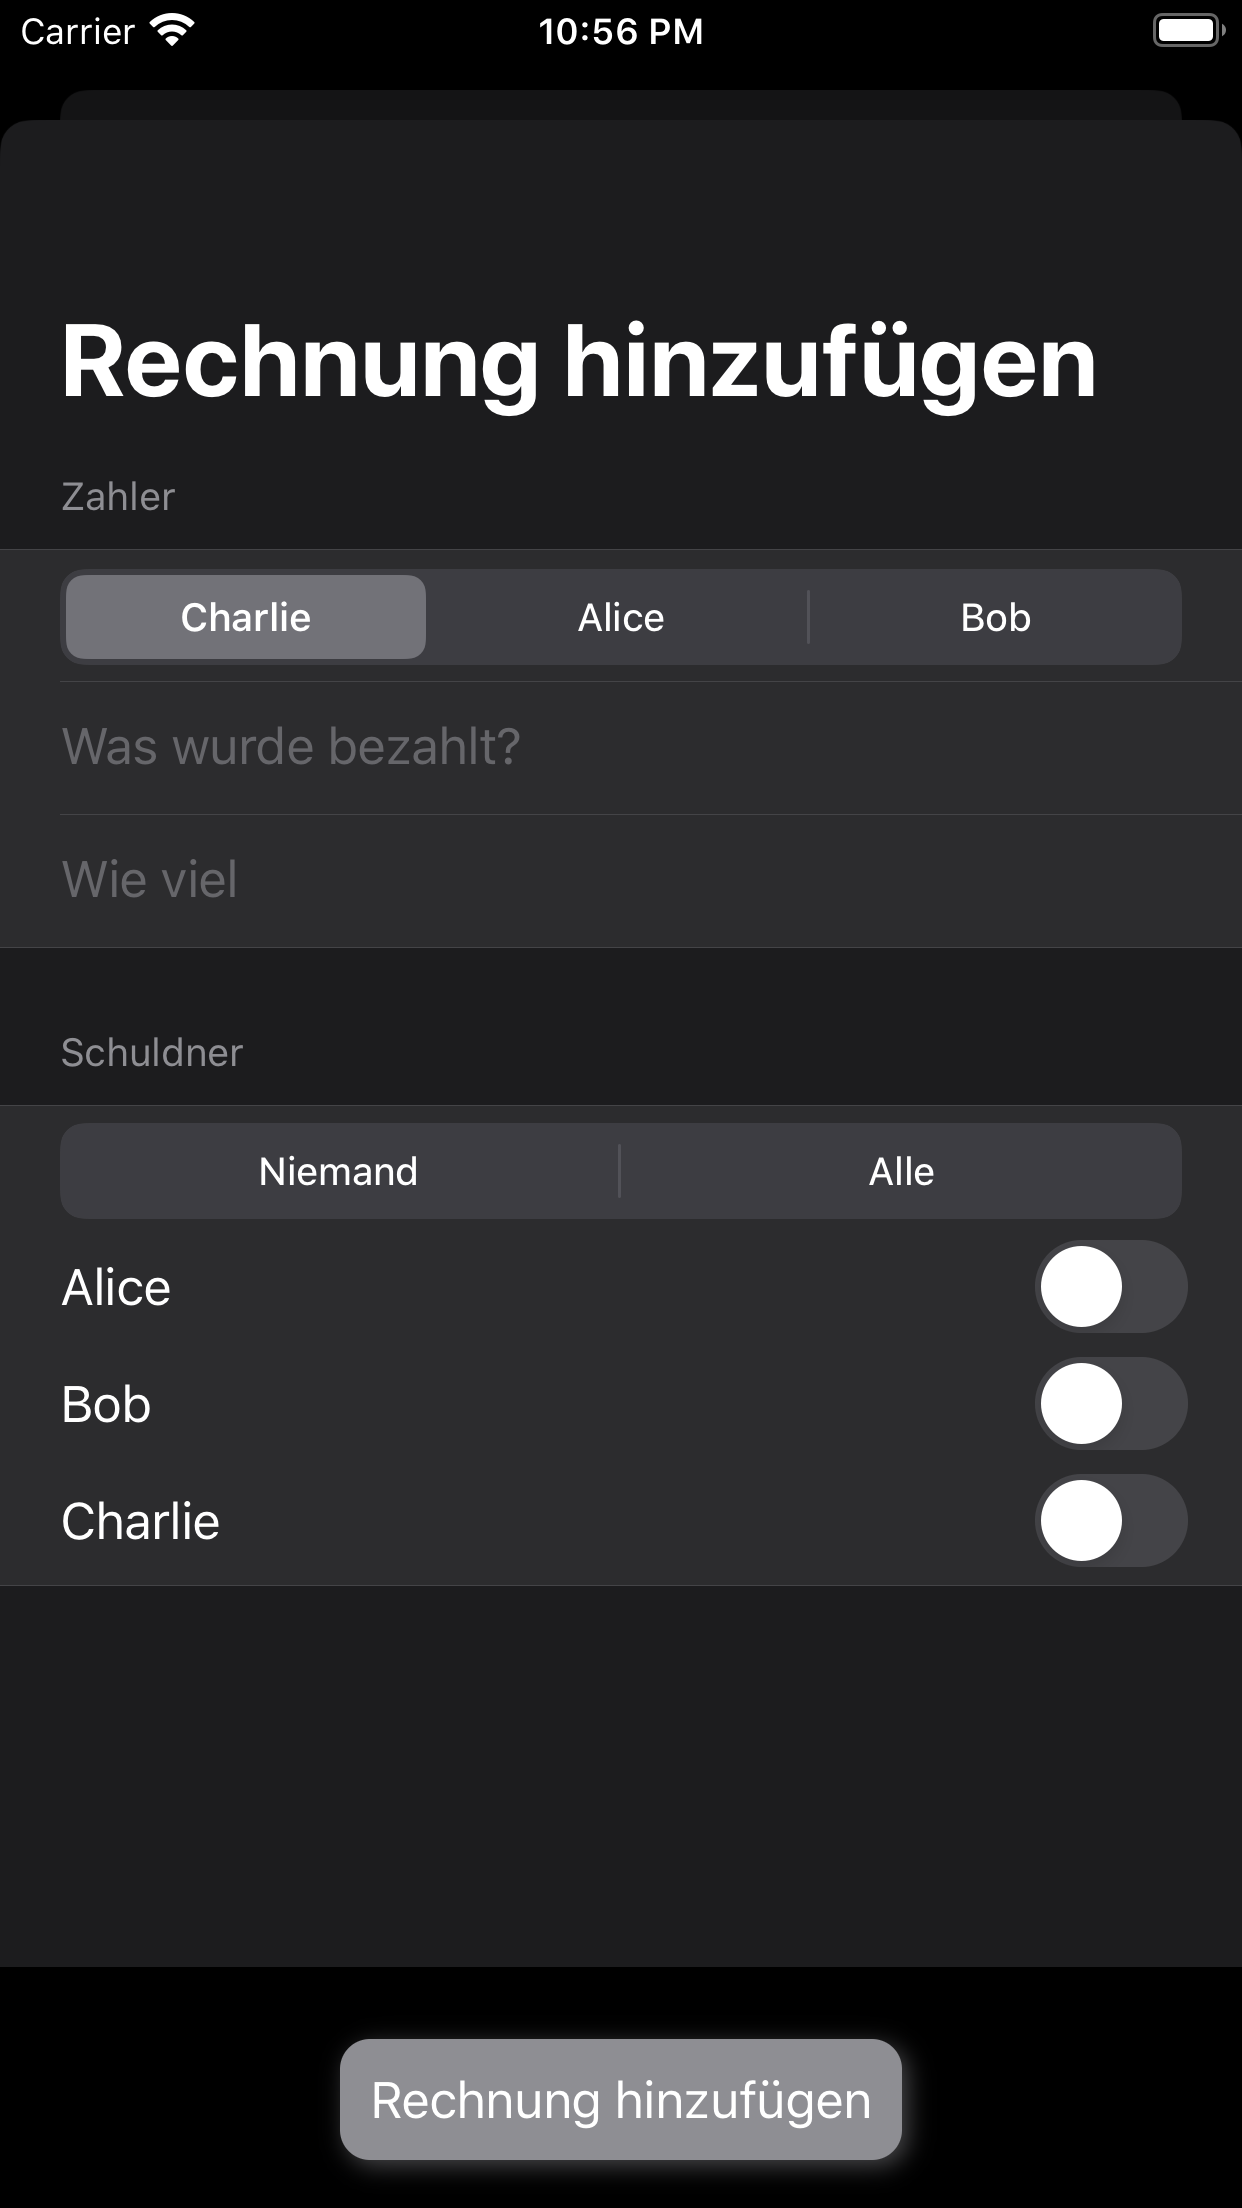 Carrier 10:56 PM
Rechnung hinzufügen
Zahler
Charlie Alice Bob
Was wurde bezahlt?
Wie viel
Schuldner
Niemand Alle
Alice
Bob
Charlie
Rechnung hinzufügen